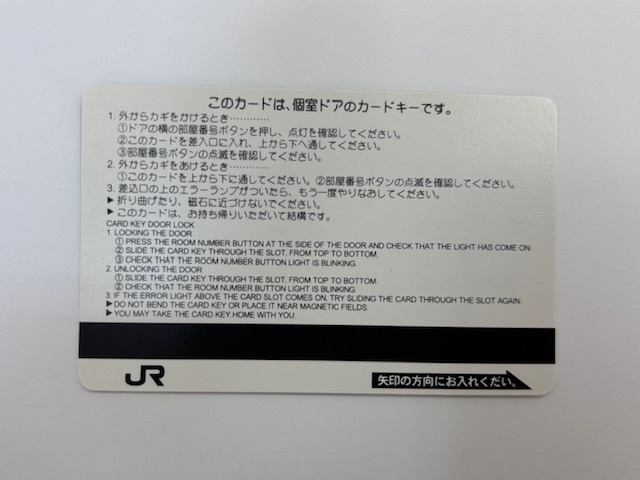 このカードは、個室ドアのカードキーです。
1. 外からカギをかけるとき…………
①ドアの横の部屋番号ボタンを押し、点灯を確認してください。
②このカードを差入口に入れ、上から下へ通してください。
③部屋番号ボタンの点滅を確認してください。
2. 外からカギをあけるとき…………
①このカードを上から下に通してください。②部屋番号ボタンの点滅を確認してください。
3. 差込口の上のエラーランプがついたら、もう一度やりなおしてください。
▶折り曲げたり、磁石に近づけないでください。
▶このカードは、お持ち帰りいただいて結構です。
CARD KEY DOOR LOCK
1. LOCKING THE DOOR
① PRESS THE ROOM NUMBER BUTTON AT THE SIDE OF THE DOOR AND CHECK THAT THE LIGHT HAS COME ON.
② SLIDE THE CARD KEY THROUGH THE SLOT, FROM TOP TO BOTTOM.
③ CHECK THAT THE ROOM NUMBER BUTTON LIGHT IS BLINKING.
2. UNLOCKING THE DOOR
① SLIDE THE CARD KEY THROUGH THE SLOT, FROM TOP TO BOTTOM.
② CHECK THAT THE ROOM NUMBER BUTTON LIGHT IS BLINKING.
3. IF THE ERROR LIGHT ABOVE THE CARD SLOT COMES ON, TRY SLIDING THE CARD THROUGH THE SLOT AGAIN.
▶DO NOT BEND THE CARD KEY OR PLACE IT NEAR MAGNETIC FIELDS.
▶YOU MAY TAKE THE CARD KEY HOME WITH YOU.
JR
矢印の方向にお入れくだい。